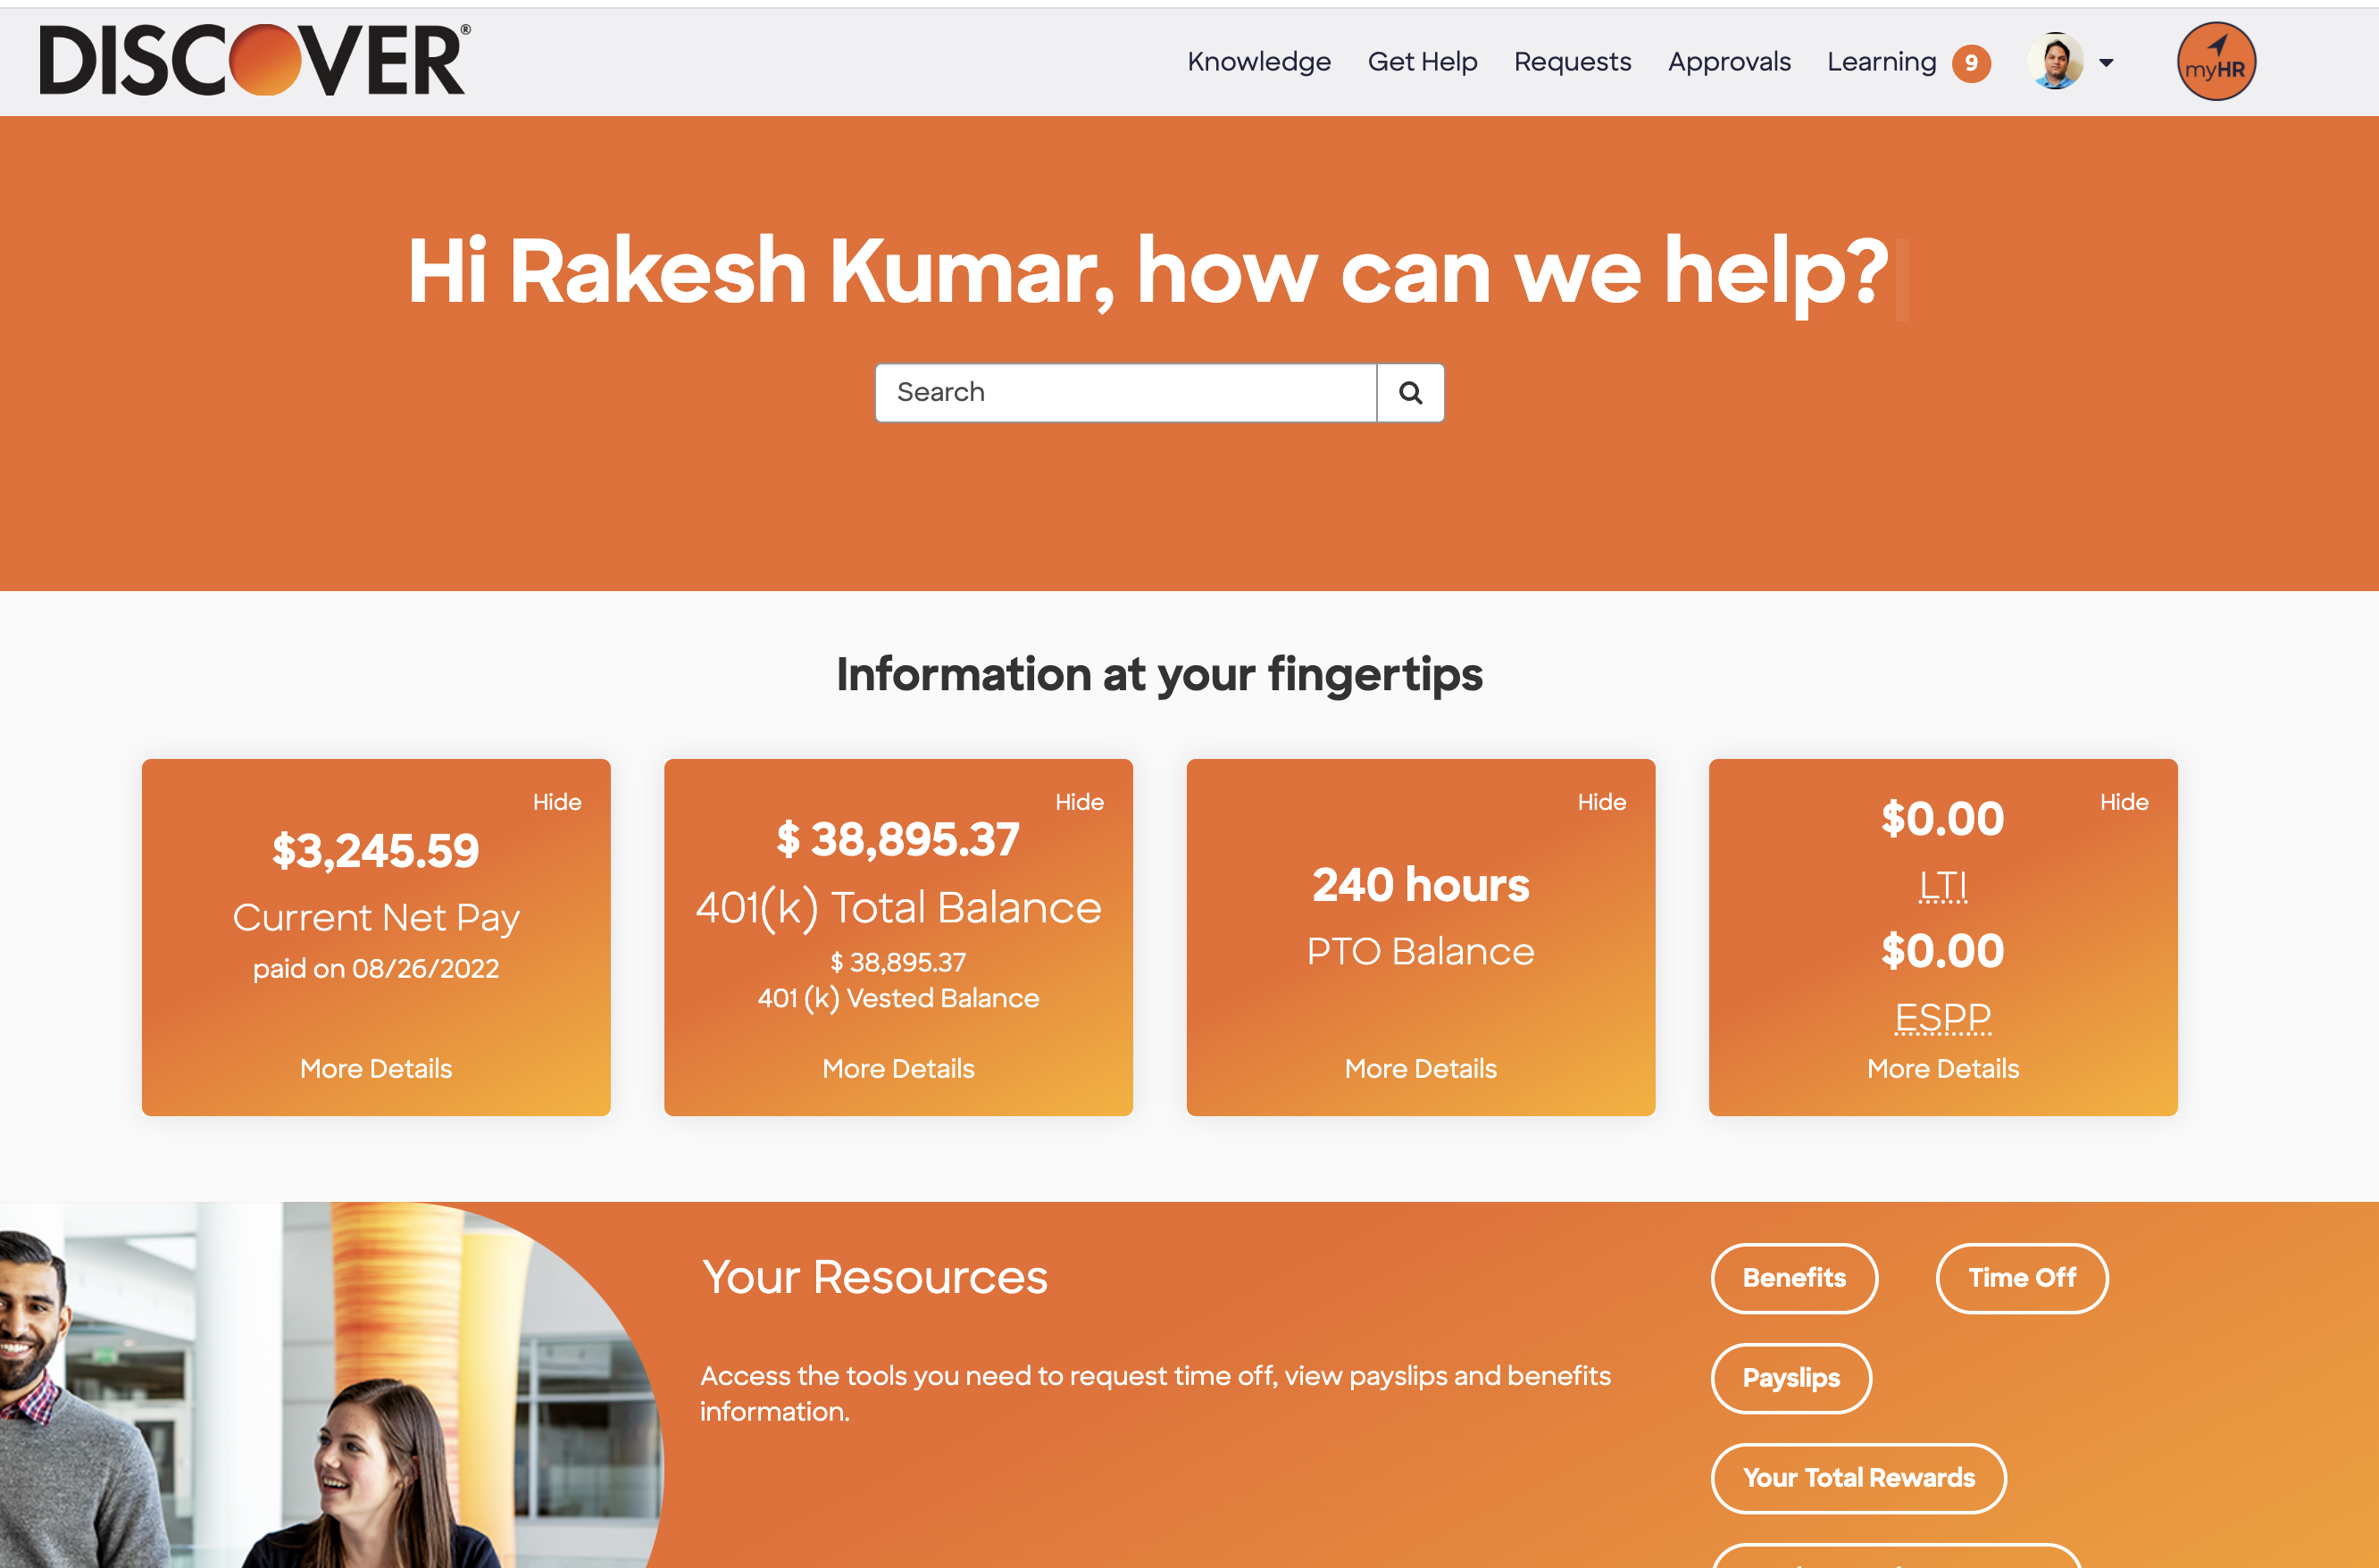 DISCOVER®
Knowledge Get Help Requests Approvals Learning 9
myHR
Hi Rakesh Kumar, how can we help?
Search
Information at your fingertips
Hide
$3,245.59
Current Net Pay
paid on 08/26/2022
More Details
Hide
$ 38,895.37
401(k) Total Balance
$ 38,895.37
401 (k) Vested Balance
More Details
Hide
240 hours
PTO Balance
More Details
Hide
$0.00
LTI
$0.00
ESPP
More Details
Your Resources
Access the tools you need to request time off, view payslips and benefits
information.
Benefits
Time Off
Payslips
Your Total Rewards